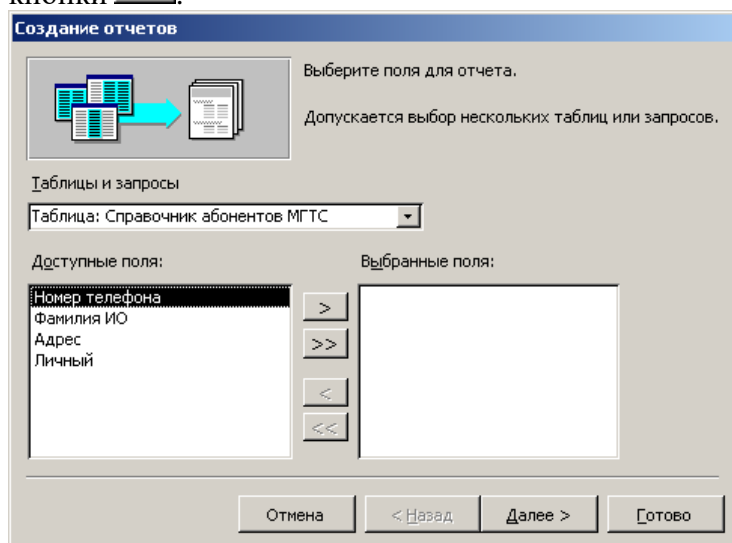 кнопки .
Создание отчетов
Выберите поля для отчета.
Допускается выбор нескольких таблиц или запросов.
Таблицы и запросы
Таблица: Справочник абонентов МГТС
Доступные поля:
Выбранные поля:
Номер телефона
Фамилия ИО
Адрес
Личный
>
>>
<
<<
Отмена
< Назад
Далее >
Готово